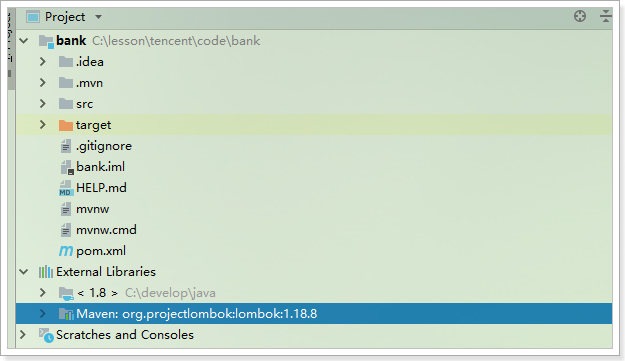 Project
bank C:\lesson\tencent\code\bank
.idea
.mvn
src
target
.gitignore
bank.iml
HELP.md
mvnw
mvnw.cmd
pom.xml
External Libraries
< 1.8 > C:\develop\java
Maven: org.projectlombok:lombok:1.18.8
Scratches and Consoles